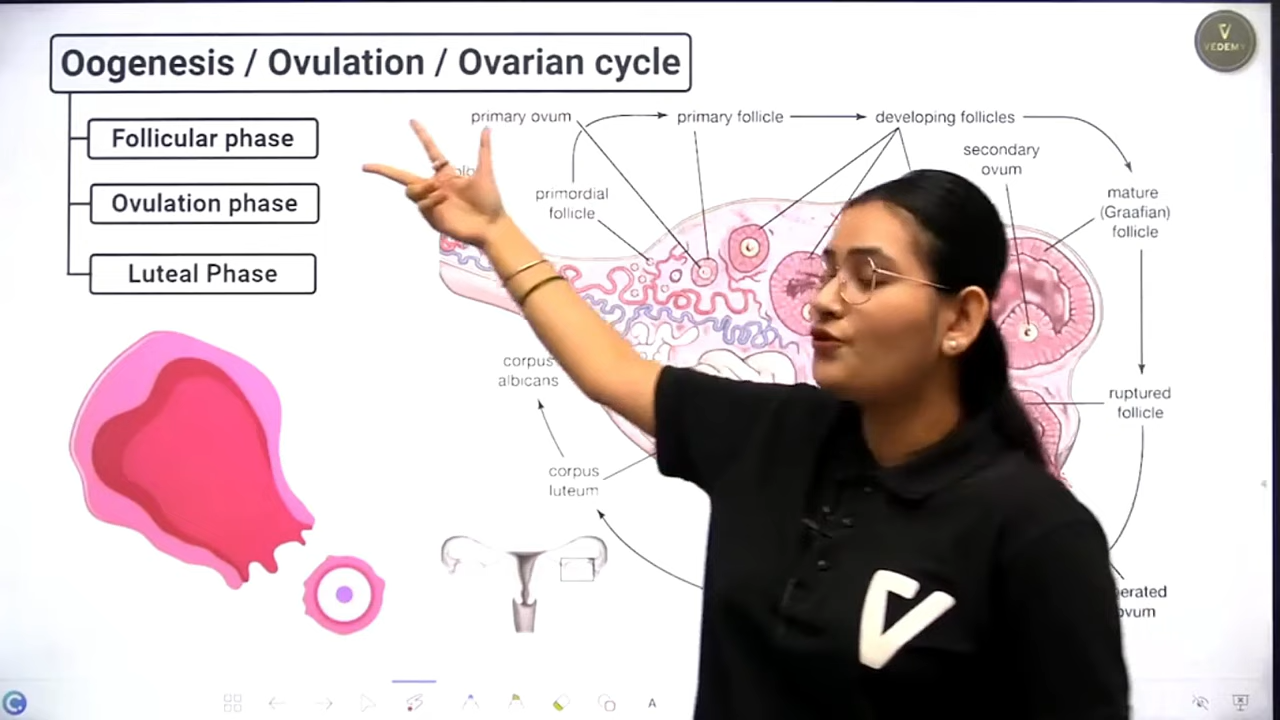 Oogenesis / Ovulation / Ovarian cycle
Follicular phase
Ovulation phase
Luteal Phase
primary ovum
primary follicle
developing follicles
secondary
ovum
mature
(Graafian)
follicle
primordial
follicle
corpus
albicans
ruptured
follicle
corpus
luteum
VEDEMY
A